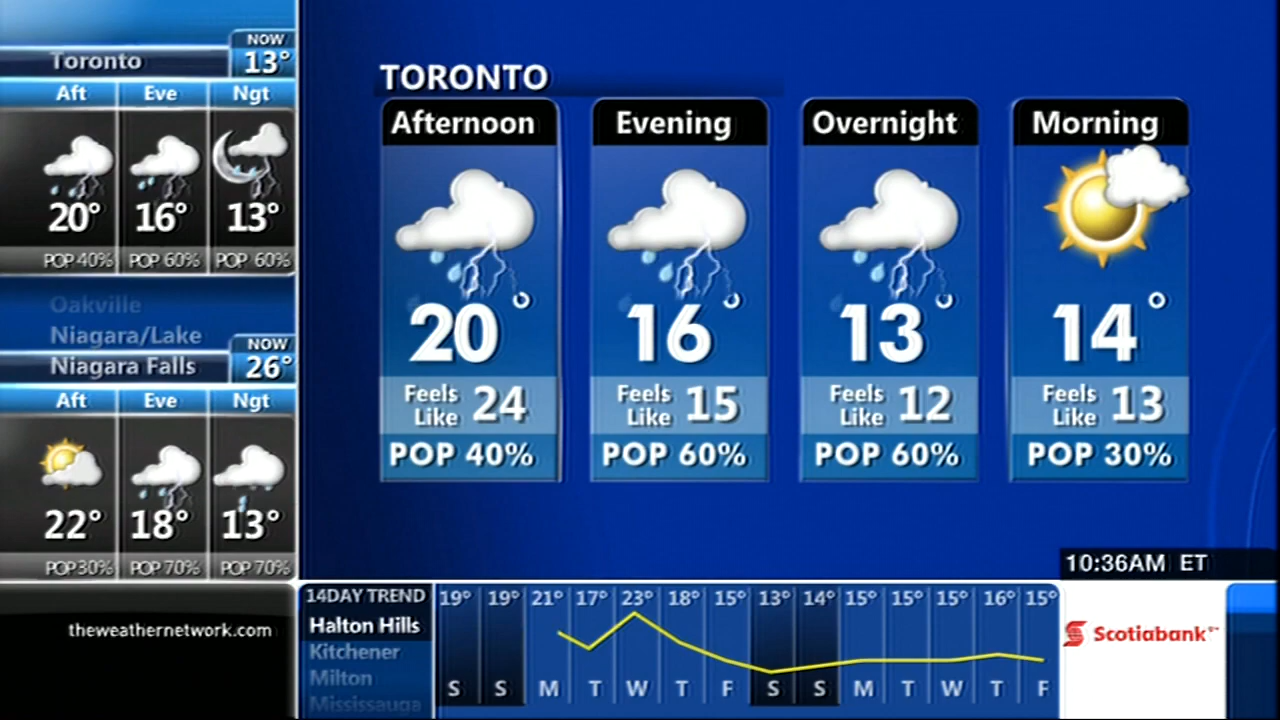 Toronto
NOW
13°
Aft Eve Ngt
20° 16° 13°
POP 40% POP 60% POP 60%
Oakville
Niagara/Lake
Niagara Falls
NOW
26°
Aft Eve Ngt
22° 18° 13°
POP 30% POP 70% POP 70%
theweathernetwork.com
TORONTO
Afternoon Evening Overnight Morning
20° 16° 13° 14°
Feels Like 24 Feels Like 15 Feels Like 12 Feels Like 13
POP 40% POP 60% POP 60% POP 30%
10:36AM ET
14DAY TREND
Halton Hills
Kitchener
Milton
Mississauga
19° 19° 21° 17° 23° 18° 15° 13° 14° 15° 15° 15° 16° 15°
S S M T W T F S S M T W T F
Scotiabank